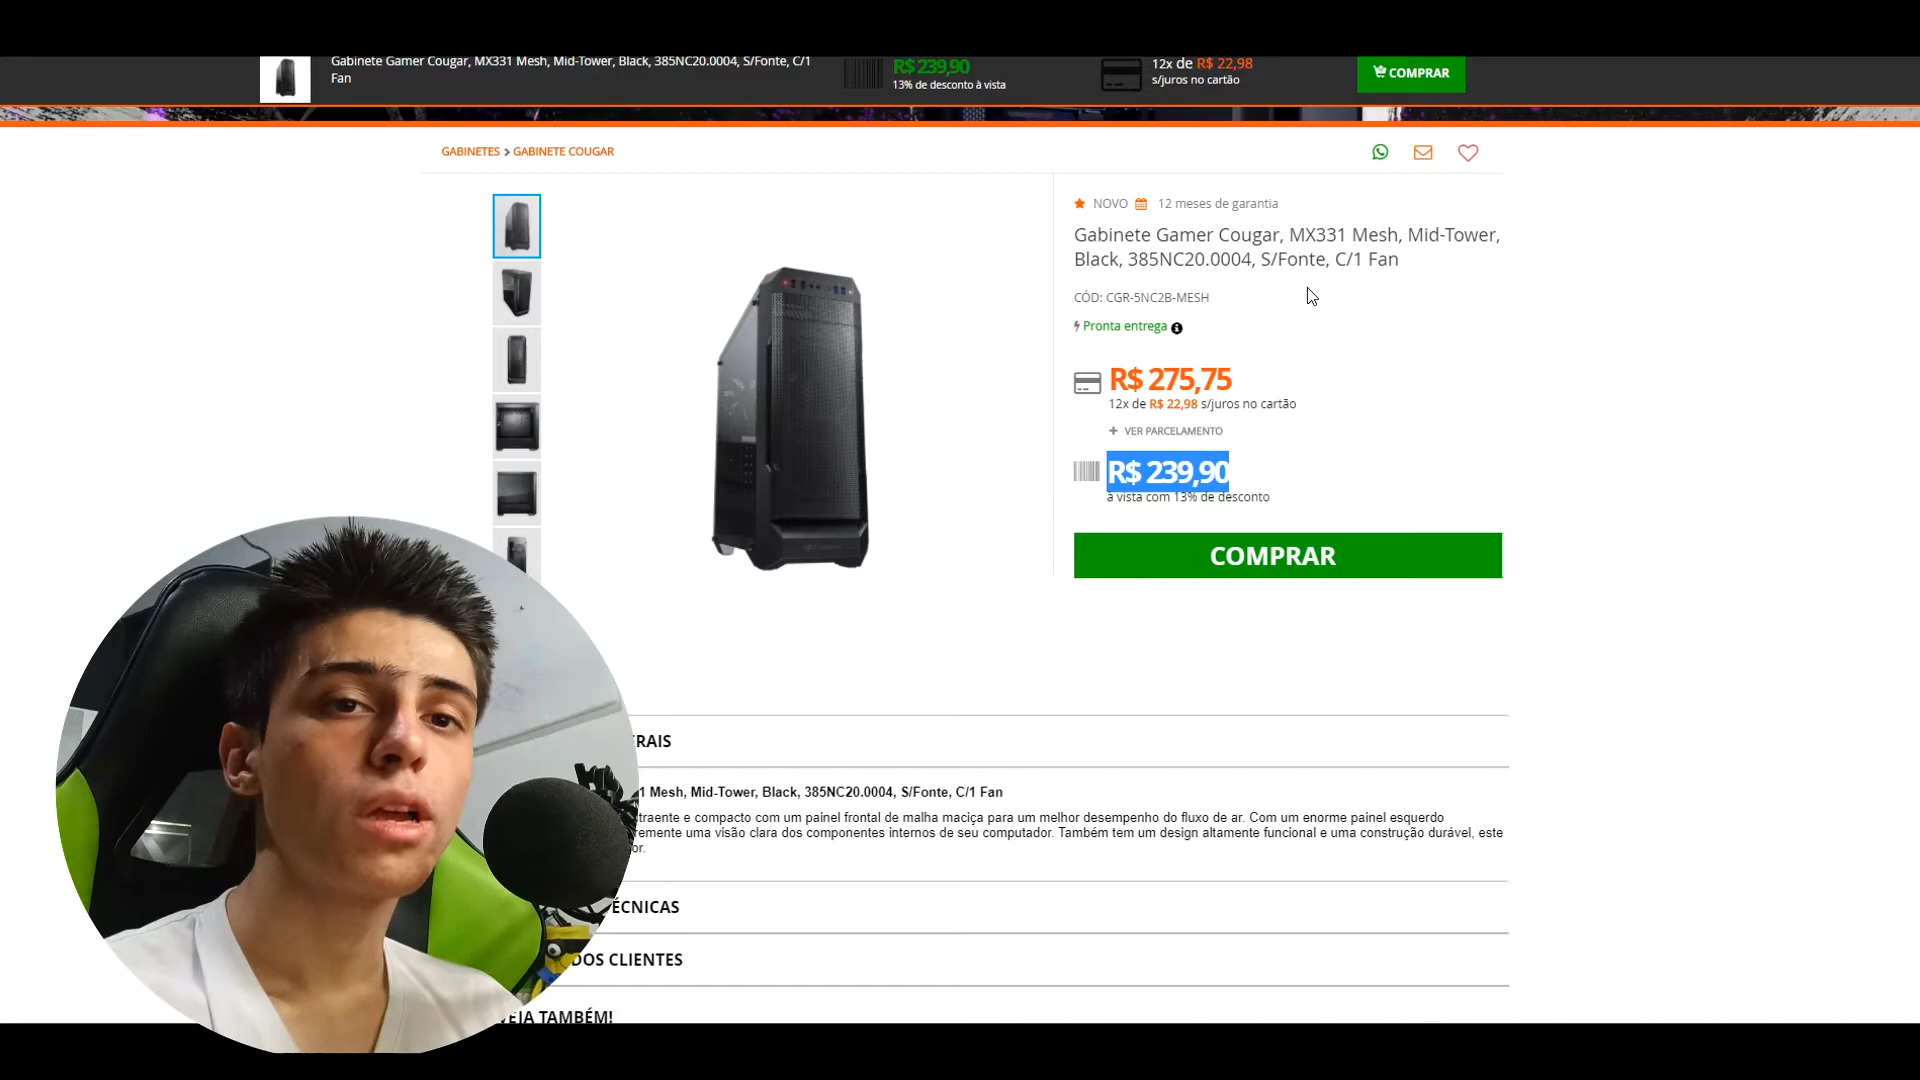 Gabinete Gamer Cougar, MX331 Mesh, Mid-Tower, Black, 385NC20.0004, S/Fonte, C/1
Fan
R$ 239,90
13% de desconto à vista
12x de R$ 22,98
s/juros no cartão
COMPRAR
GABINETES > GABINETE COUGAR
NOVO 12 meses de garantia
Gabinete Gamer Cougar, MX331 Mesh, Mid-Tower,
Black, 385NC20.0004, S/Fonte, C/1 Fan
CÓD: CGR-5NC2B-MESH
Pronta entrega
R$ 275,75
12x de R$ 22,98 s/juros no cartão
+ VER PARCELAMENTO
R$ 239,90
à vista com 13% de desconto
COMPRAR
RAIS
1 Mesh, Mid-Tower, Black, 385NC20.0004, S/Fonte, C/1 Fan
traente e compacto com um painel frontal de malha maciça para um melhor desempenho do fluxo de ar. Com um enorme painel esquerdo
emente uma visão clara dos componentes internos de seu computador. Também tem um design altamente funcional e uma construção durável, este
or.
ÉCNICAS
DOS CLIENTES
VEJA TAMBÉM!